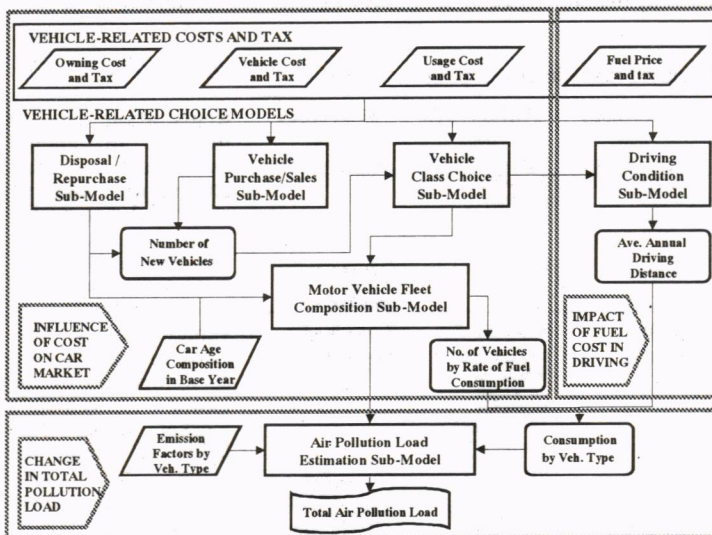 VEHICLE-RELATED COSTS AND TAX
Owning Cost
and Tax
Vehicle Cost
and Tax
Usage Cost
and Tax
Fuel Price
and tax
VEHICLE-RELATED CHOICE MODELS
Disposal /
Repurchase
Sub-Model
Vehicle
Purchase/Sales
Sub-Model
Vehicle
Class Choice
Sub-Model
Driving
Condition
Sub-Model
Number of
New Vehicles
Ave. Annual
Driving
Distance
Motor Vehicle Fleet
Composition Sub-Model
INFLUENCE
OF COST
ON CAR
MARKET
Car Age
Composition
in Base Year
No. of Vehicles
by Rate of Fuel
Consumption
IMPACT
OF FUEL
COST IN
DRIVING
CHANGE
IN TOTAL
POLLUTION
LOAD
Emission
Factors by
Veh. Type
Air Pollution Load
Estimation Sub-Model
Consumption
by Veh. Type
Total Air Pollution Load